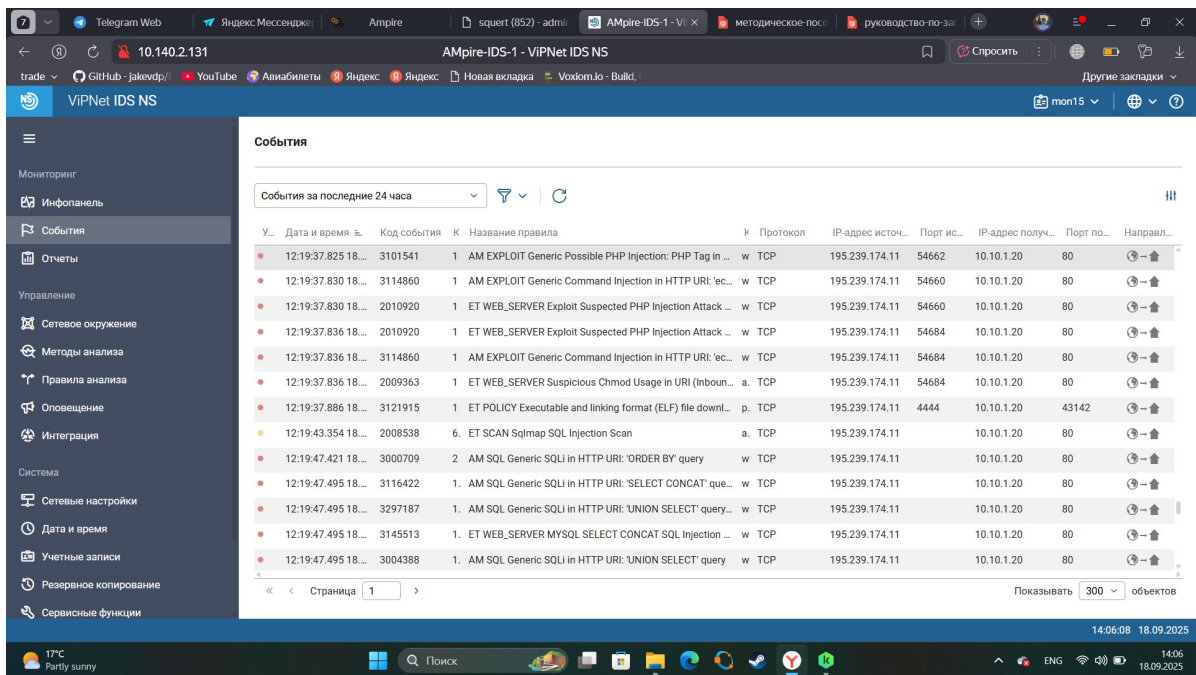 7 Telegram Web Яндекс Мессендже Ampire squert (852) - admi AMpire-IDS-1 - Vi методическое-посо руководство-по-заг
10.140.2.131 AMpire-IDS-1 - ViPNet IDS NS Спросить
trade GitHub - jakevdp/ YouTube Авиабилеты Яндекс Яндекс Новая вкладка Voxiom.io - Build, Другие закладки
NS ViPNet IDS NS mon15
События
Мониторинг
Инфопанель
События
Отчеты
Управление
Сетевое окружение
Методы анализа
Правила анализа
Оповещение
Интеграция
Система
Сетевые настройки
Дата и время
Учетные записи
Резервное копирование
Сервисные функции
События за последние 24 часа
У... Дата и время Код события К Название правила К Протокол IP-адрес источ... Порт ис... IP-адрес получ... Порт по... Направл...
12:19:37.825 18.... 3101541 1 AM EXPLOIT Generic Possible PHP Injection: PHP Tag in ... w TCP 195.239.174.11 54662 10.10.1.20 80
12:19:37.830 18.... 3114860 1 AM EXPLOIT Generic Command Injection in HTTP URI: 'ec... w TCP 195.239.174.11 54660 10.10.1.20 80
12:19:37.830 18.... 2010920 1 ET WEB_SERVER Exploit Suspected PHP Injection Attack ... w TCP 195.239.174.11 54660 10.10.1.20 80
12:19:37.836 18.... 2010920 1 ET WEB_SERVER Exploit Suspected PHP Injection Attack ... w TCP 195.239.174.11 54684 10.10.1.20 80
12:19:37.836 18.... 3114860 1 AM EXPLOIT Generic Command Injection in HTTP URI: 'ec... w TCP 195.239.174.11 54684 10.10.1.20 80
12:19:37.836 18.... 2009363 1 ET WEB_SERVER Suspicious Chmod Usage in URI (Inboun... a. TCP 195.239.174.11 54684 10.10.1.20 80
12:19:37.886 18.... 3121915 1 ET POLICY Executable and linking format (ELF) file downl... p. TCP 195.239.174.11 4444 10.10.1.20 43142
12:19:43.354 18.... 2008538 6. ET SCAN Sqlmap SQL Injection Scan a. TCP 195.239.174.11 10.10.1.20 80
12:19:47.421 18.... 3000709 2 AM SQL Generic SQLi in HTTP URI: 'ORDER BY' query w TCP 195.239.174.11 10.10.1.20 80
12:19:47.495 18.... 3116422 1. AM SQL Generic SQLi in HTTP URI: 'SELECT CONCAT' que... w TCP 195.239.174.11 10.10.1.20 80
12:19:47.495 18.... 3297187 1. AM SQL Generic SQLi in HTTP URI: 'UNION SELECT' query... w TCP 195.239.174.11 10.10.1.20 80
12:19:47.495 18.... 3145513 1. ET WEB_SERVER MYSQL SELECT CONCAT SQL Injection ... w TCP 195.239.174.11 10.10.1.20 80
12:19:47.495 18.... 3004388 1. AM SQL Generic SQLi in HTTP URI: 'UNION SELECT' query w TCP 195.239.174.11 10.10.1.20 80
Страница 1 Показывать 300 объектов
14:06:08 18.09.2025
17°C
Partly sunny
Поиск
ENG
14:06
18.09.2025